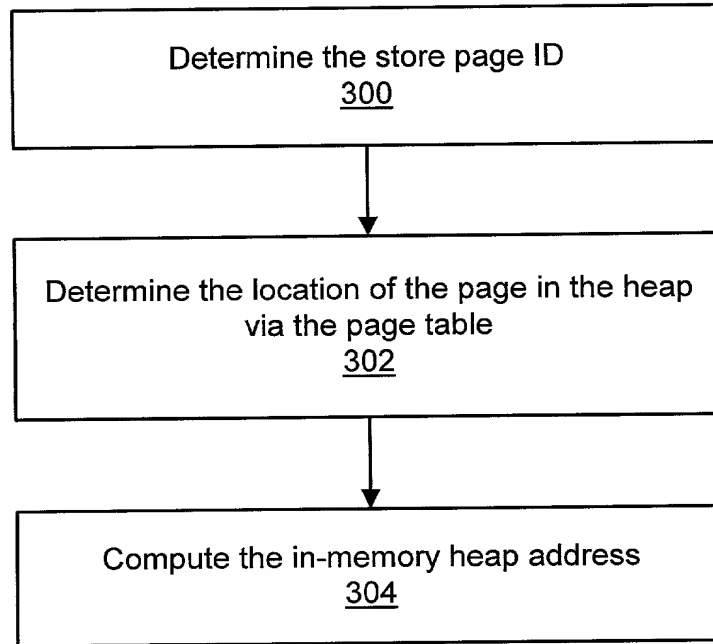 Determine the store page ID
300
Determine the location of the page in the heap
via the page table
302
Compute the in-memory heap address
304